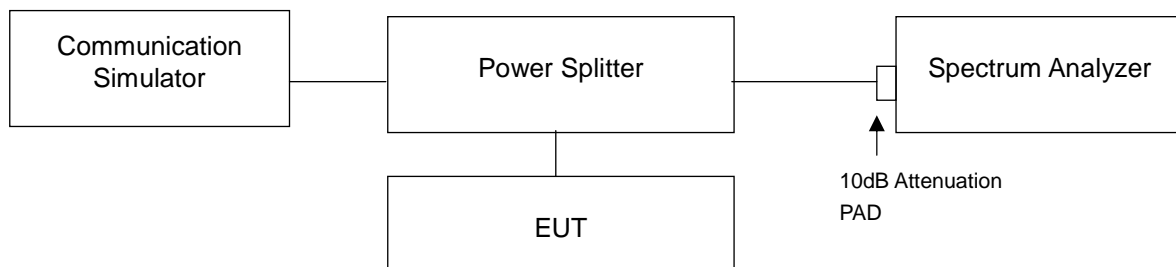 Communication
Simulator
Power Splitter
Spectrum Analyzer
10dB Attenuation
PAD
EUT